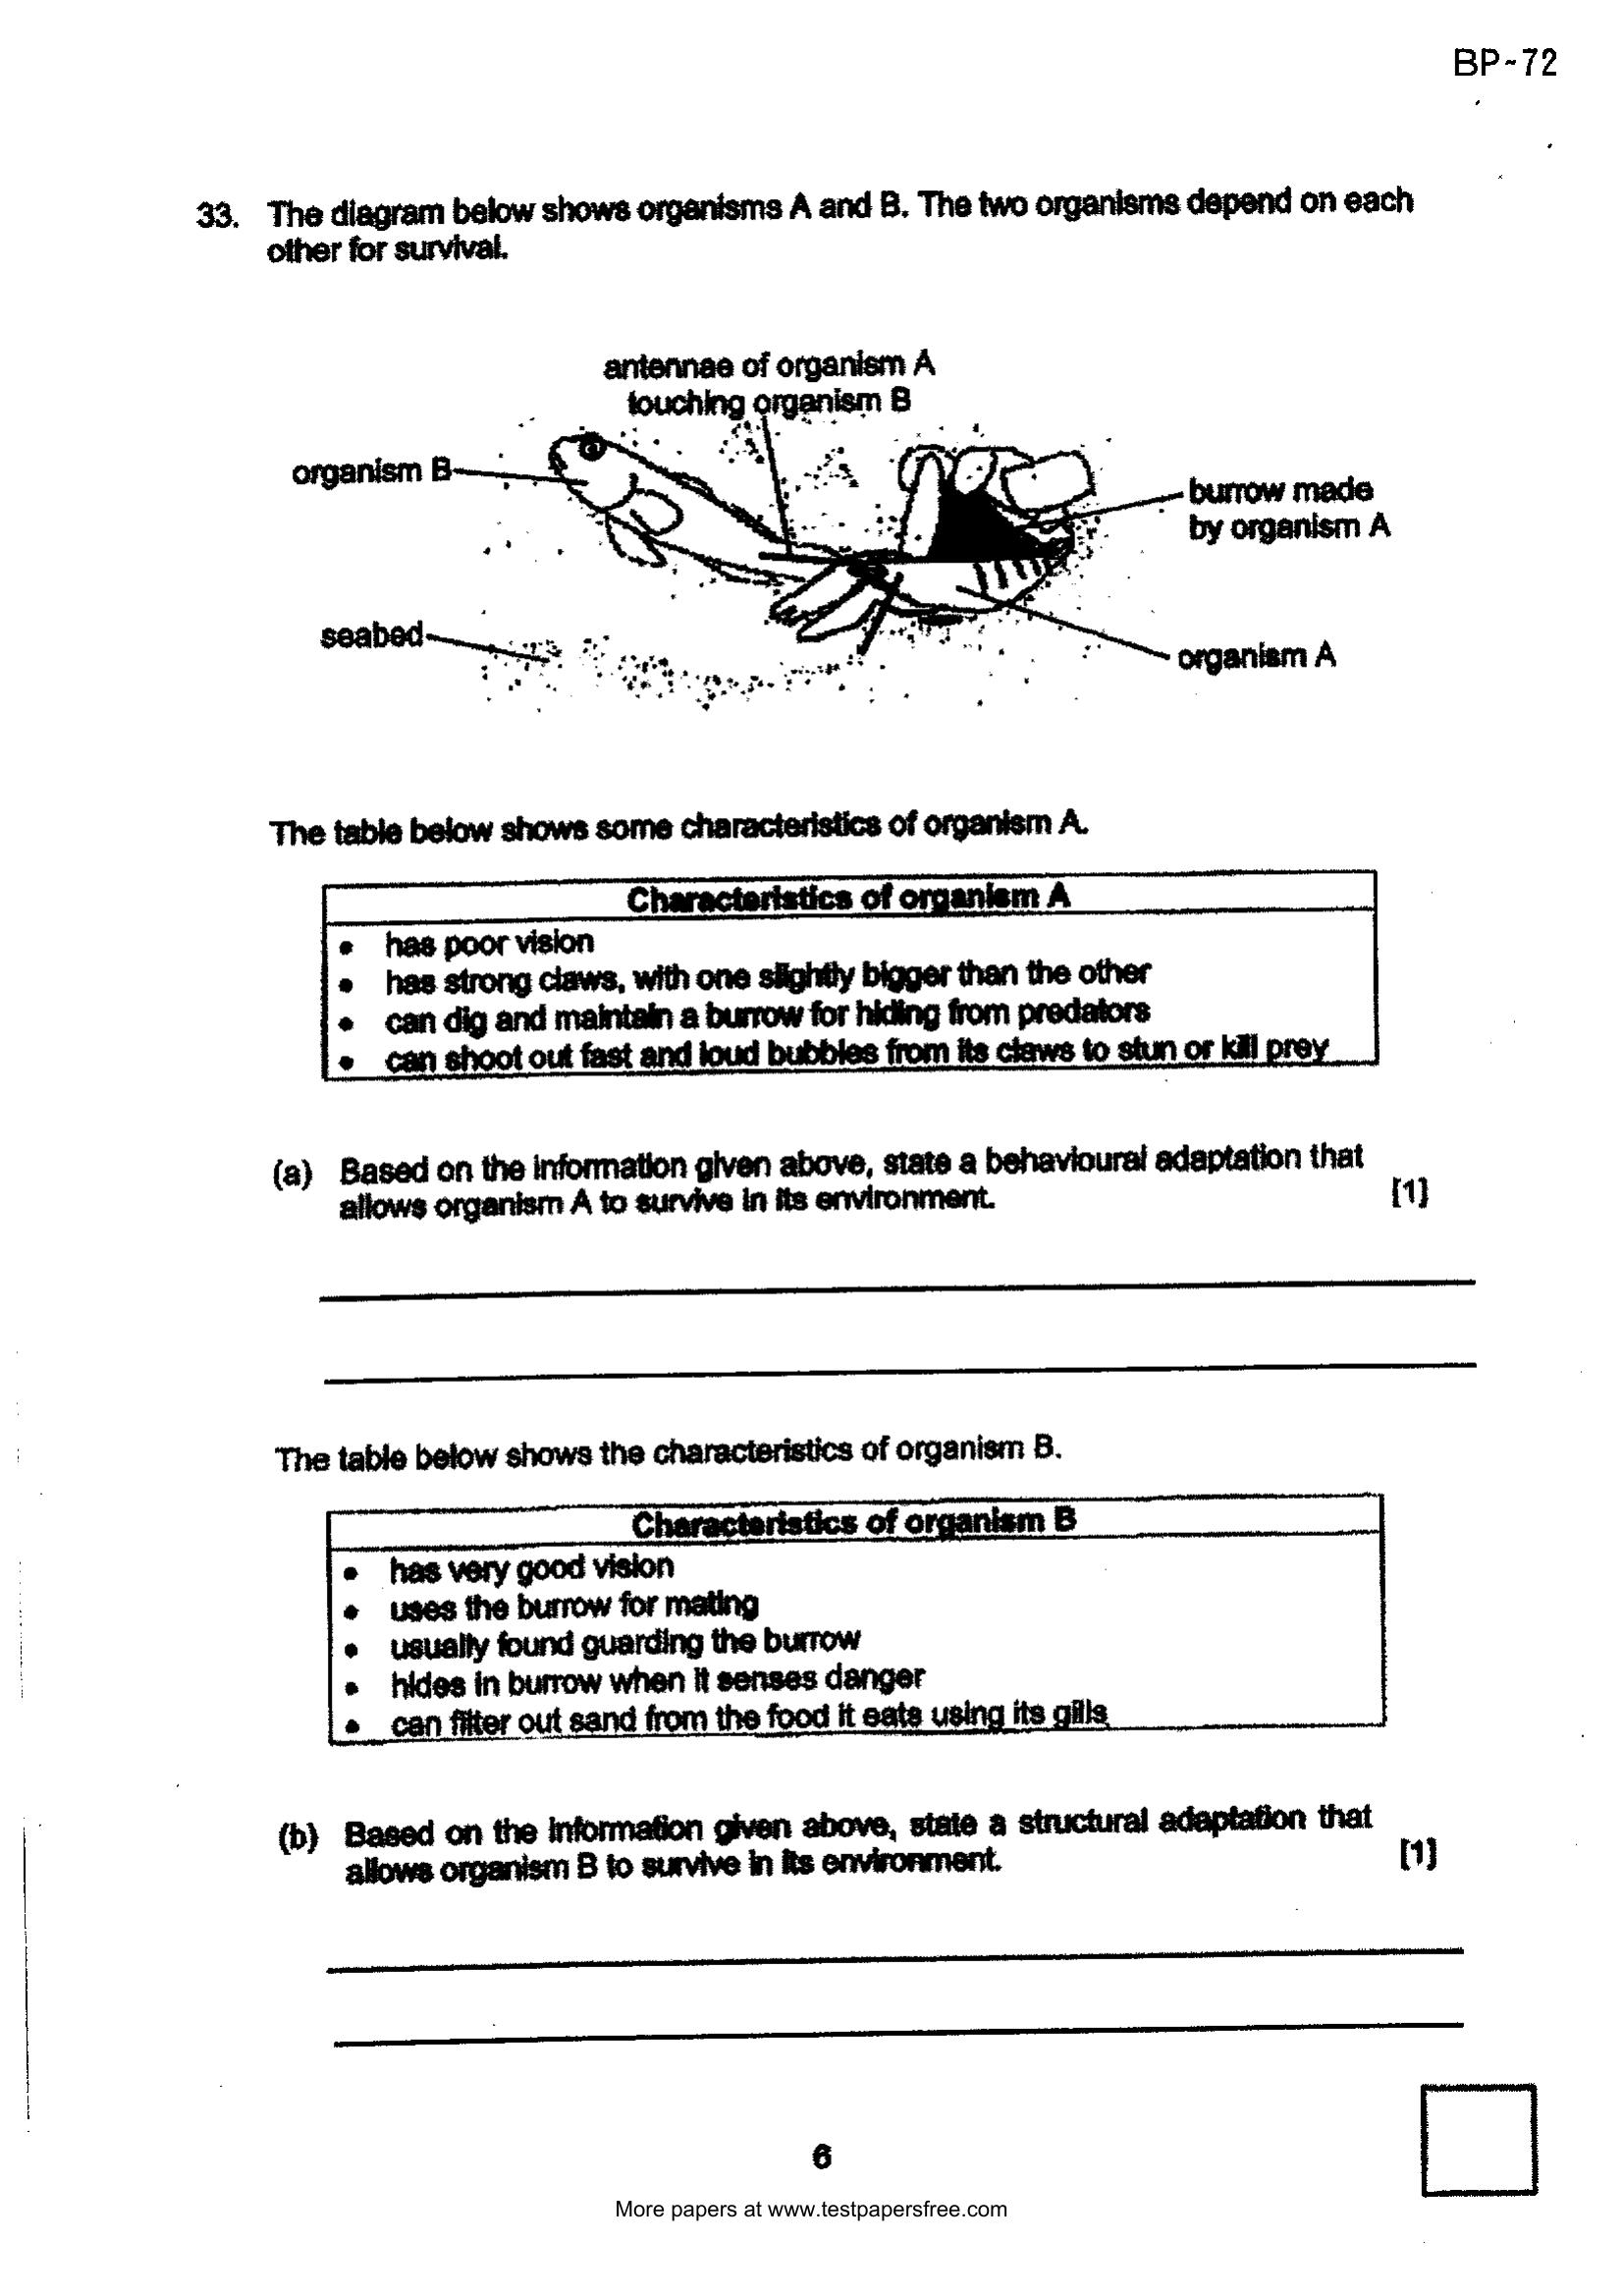 BP-72
33. The diagram below shows organisms A and B. The two organisms depend on each
other for survival.
antennae of organism A
touching organism B
organism B
burrow made
by organism A
seabed
organism A
The table below shows some characteristics of organism A.
Characteristics of organism A
• has poor vision
• has strong claws, with one slightly bigger than the other
• can dig and maintain a burrow for hiding from predators
• can shoot out fast and loud bubbles from its claws to stun or kill prey
(a) Based on the information given above, state a behavioural adaptation that
allows organism A to survive in its environment. [1]
The table below shows the characteristics of organism B.
Characteristics of organism B
• has very good vision
• uses the burrow for mating
• usually found guarding the burrow
• hides in burrow when it senses danger
• can filter out sand from the food it eats using its gills
(b) Based on the information given above, state a structural adaptation that
allows organism B to survive in its environment. [1]
6
More papers at www.testpapersfree.com